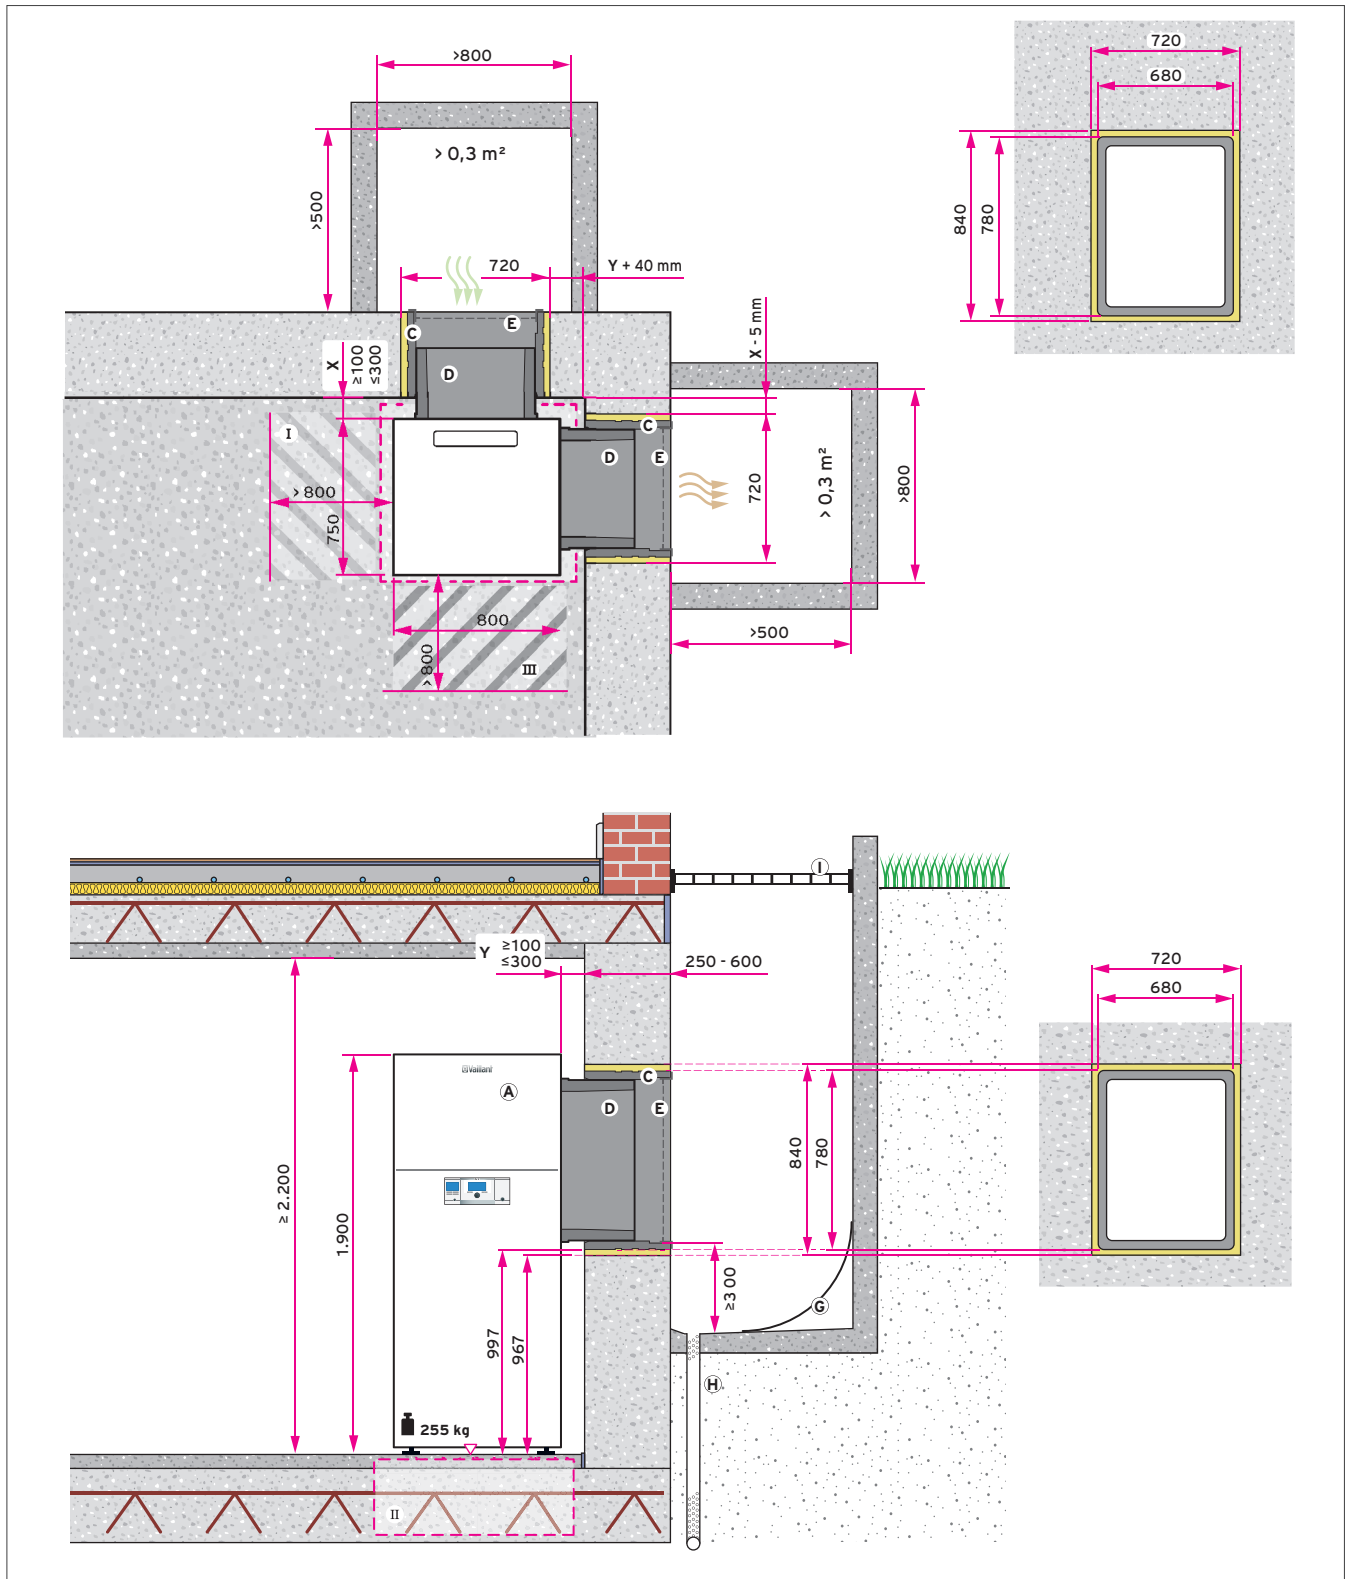 >800
720
680
> 0,3 m²
>500
840
780
720
Y + 40 mm
C
E
X - 5 mm
X
≥100
≤300
D
I
C
D
E
> 800
750
720
> 0,3 m²
>800
800
>800
III
>500
I
Y
≥100
≤300
250 - 600
720
680
Vaillant
A
C
D
E
840
780
≥ 2.200
1.900
≥300
G
997
967
H
255 kg
II